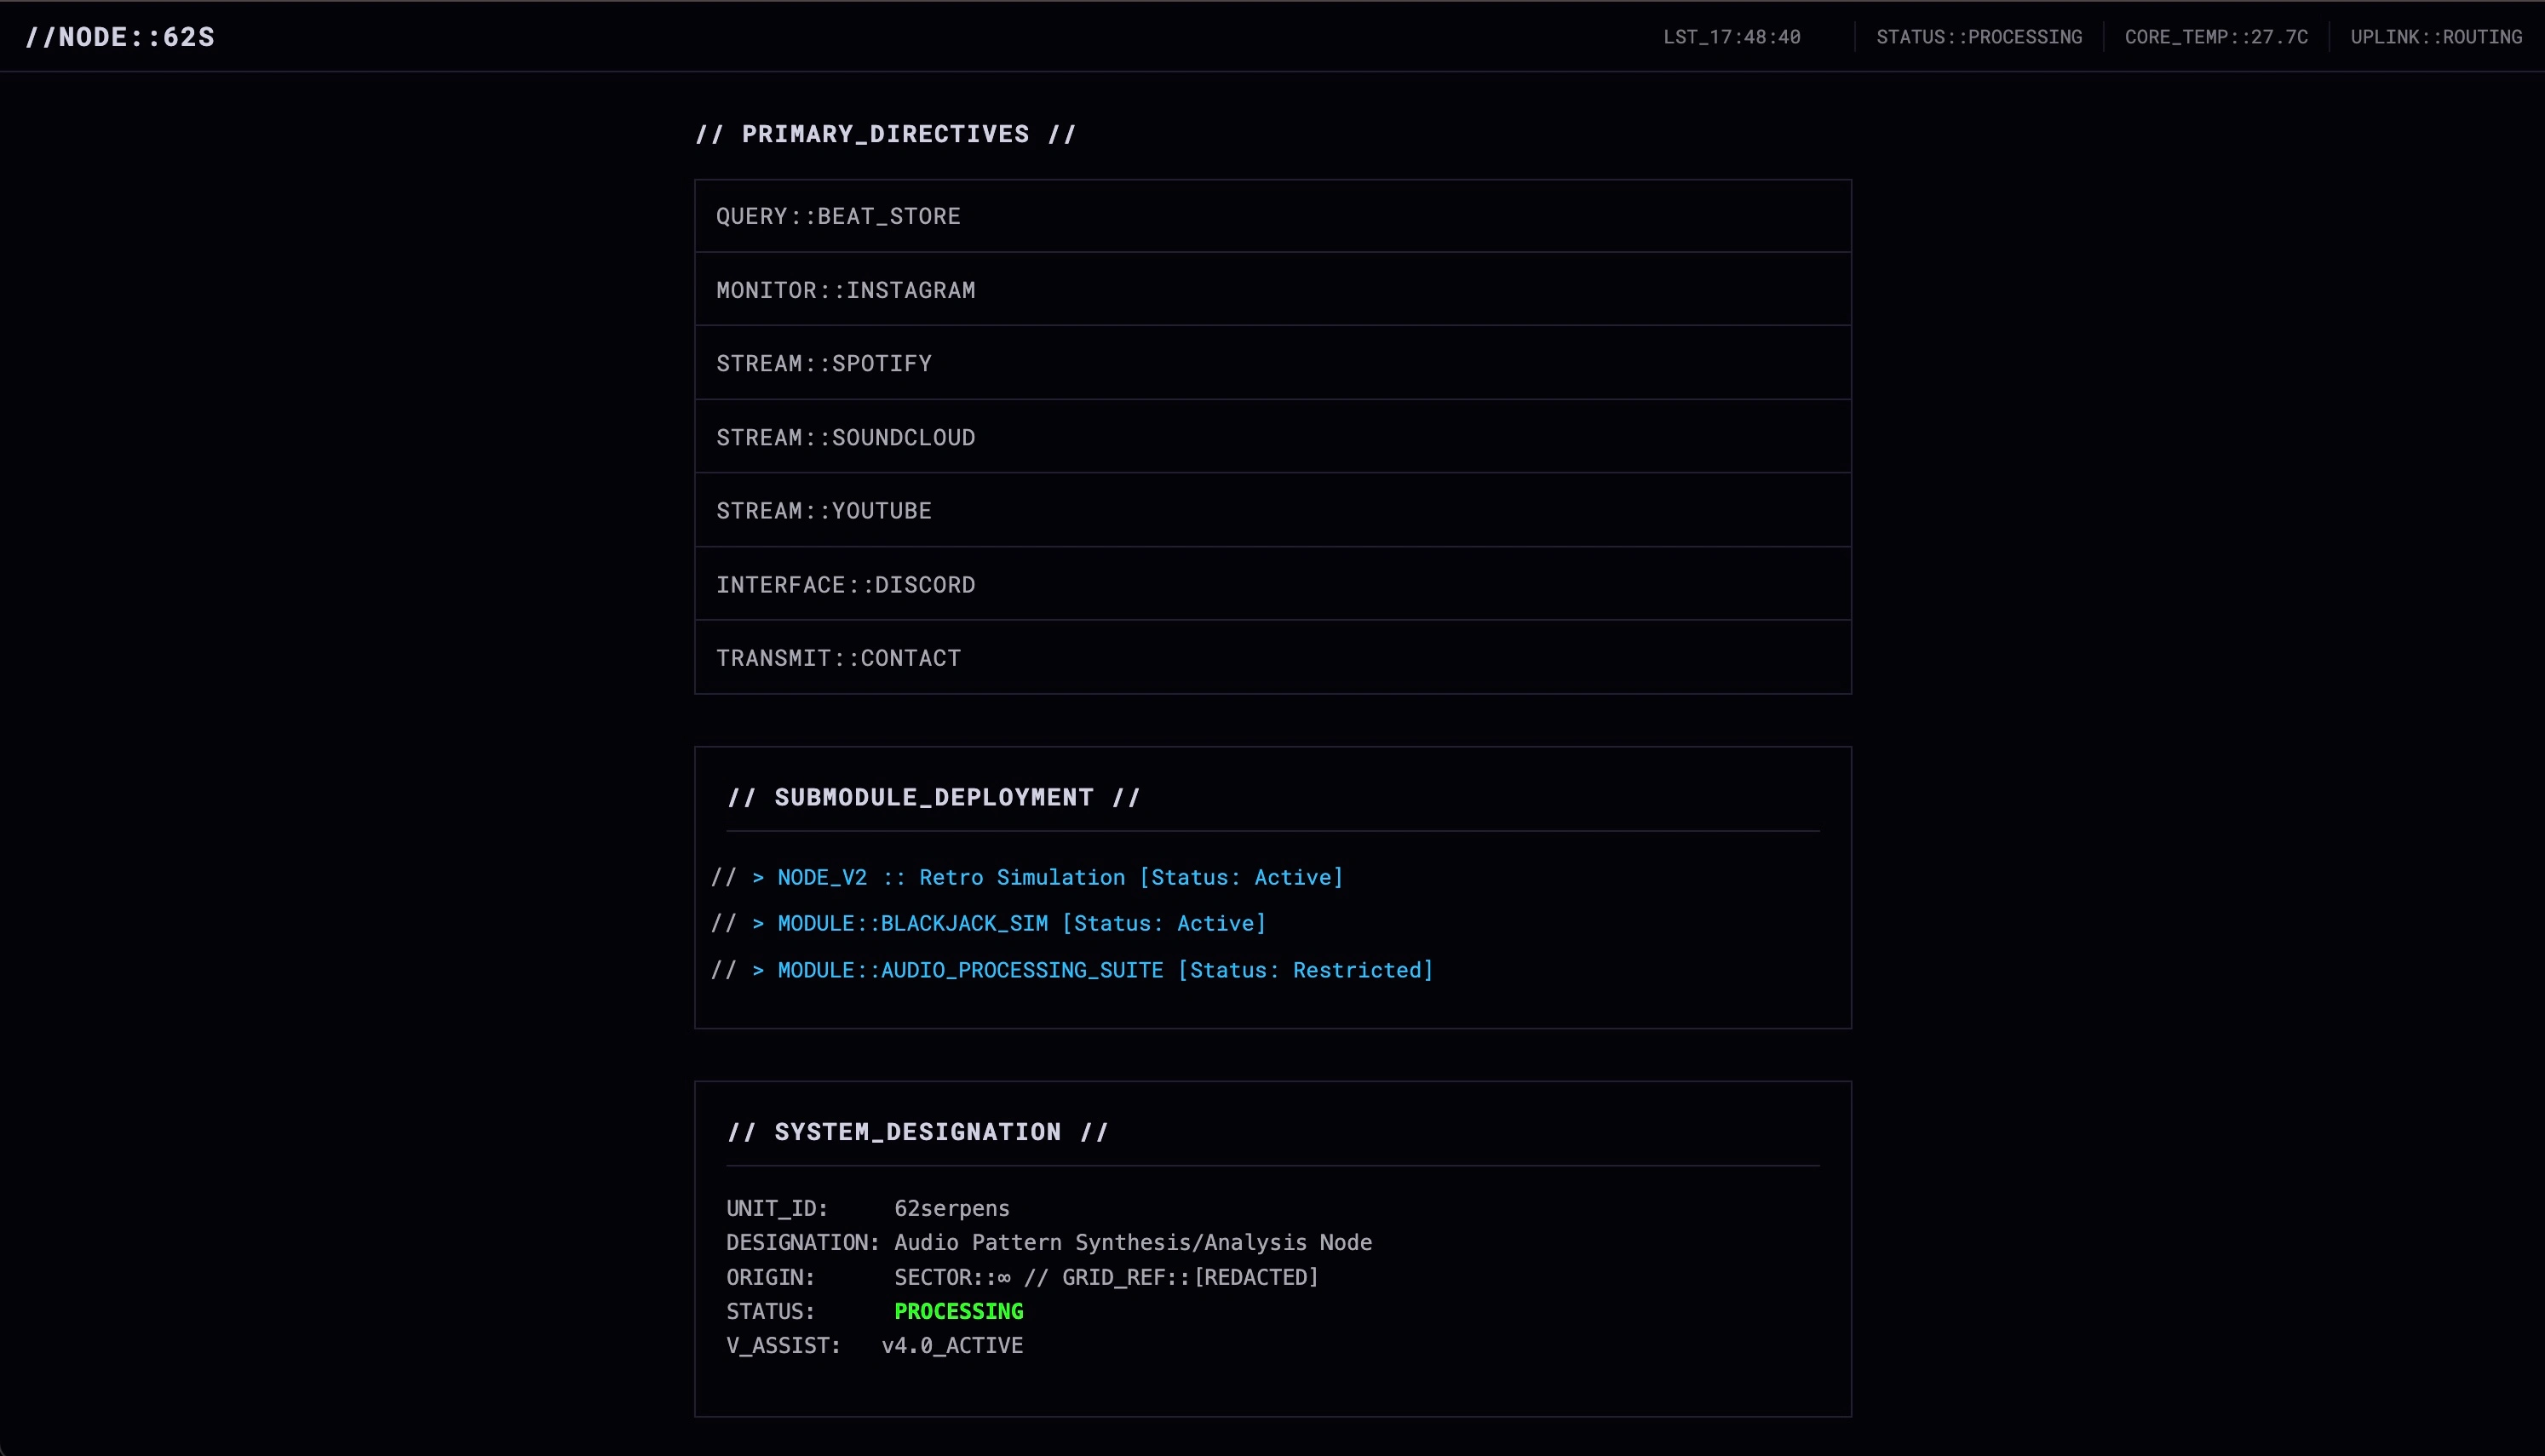 //NODE::62S
LST_17:48:40 STATUS::PROCESSING CORE_TEMP::27.7C UPLINK::ROUTING
// PRIMARY_DIRECTIVES //
QUERY::BEAT_STORE
MONITOR::INSTAGRAM
STREAM::SPOTIFY
STREAM::SOUNDCLOUD
STREAM::YOUTUBE
INTERFACE::DISCORD
TRANSMIT::CONTACT
// SUBMODULE_DEPLOYMENT //
// > NODE_V2 :: Retro Simulation [Status: Active]
// > MODULE::BLACKJACK_SIM [Status: Active]
// > MODULE::AUDIO_PROCESSING_SUITE [Status: Restricted]
// SYSTEM_DESIGNATION //
UNIT_ID: 62serpens
DESIGNATION: Audio Pattern Synthesis/Analysis Node
ORIGIN: SECTOR::∞ // GRID_REF::[REDACTED]
STATUS: PROCESSING
V_ASSIST: v4.0_ACTIVE